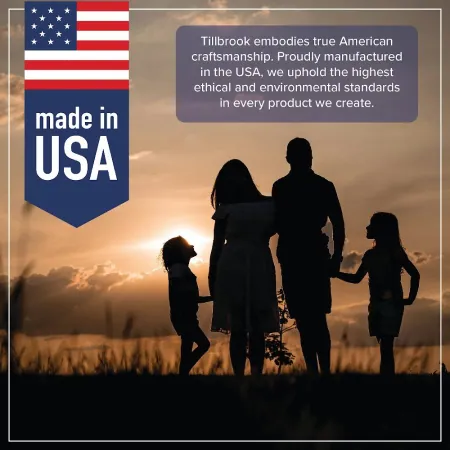 made in
USA
Tillbrook embodies true American
craftsmanship. Proudly manufactured
in the USA, we uphold the highest
ethical and environmental standards
in every product we create.